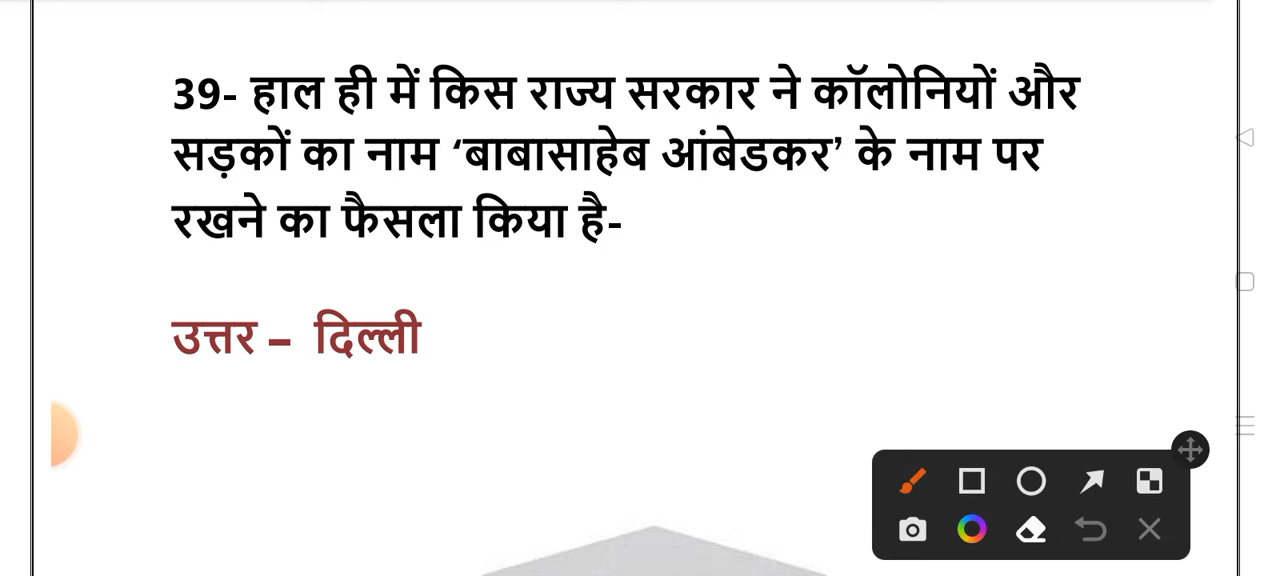 39- हाल ही में किस राज्य सरकार ने कॉलोनियों और
सड़कों का नाम ‘बाबासाहेब आंबेडकर’ के नाम पर
रखने का फैसला किया है-
उत्तर – दिल्ली